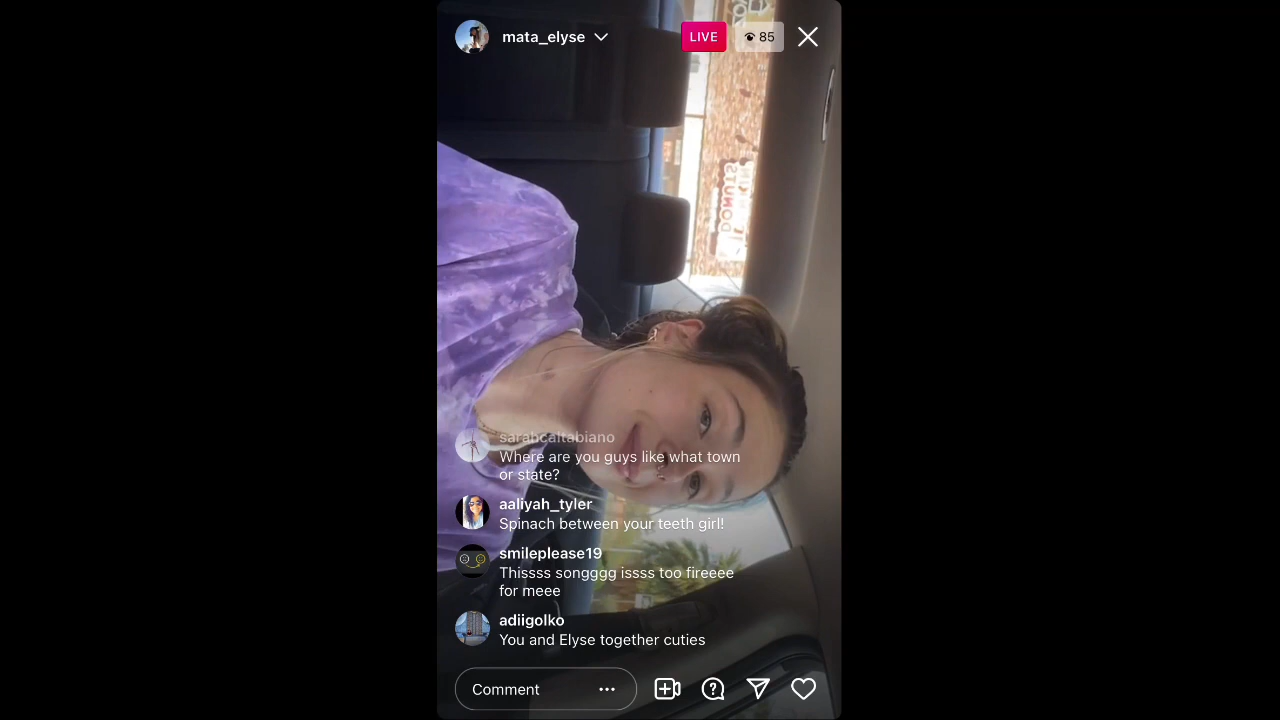 mata_elyse
LIVE
85
DONUTS
sarahcaltabiano
Where are you guys like what town
or state?
aaliyah_tyler
Spinach between your teeth girl!
smileplease19
Thissss songggg issss too fireeee
for meee
adiigolko
You and Elyse together cuties
Comment